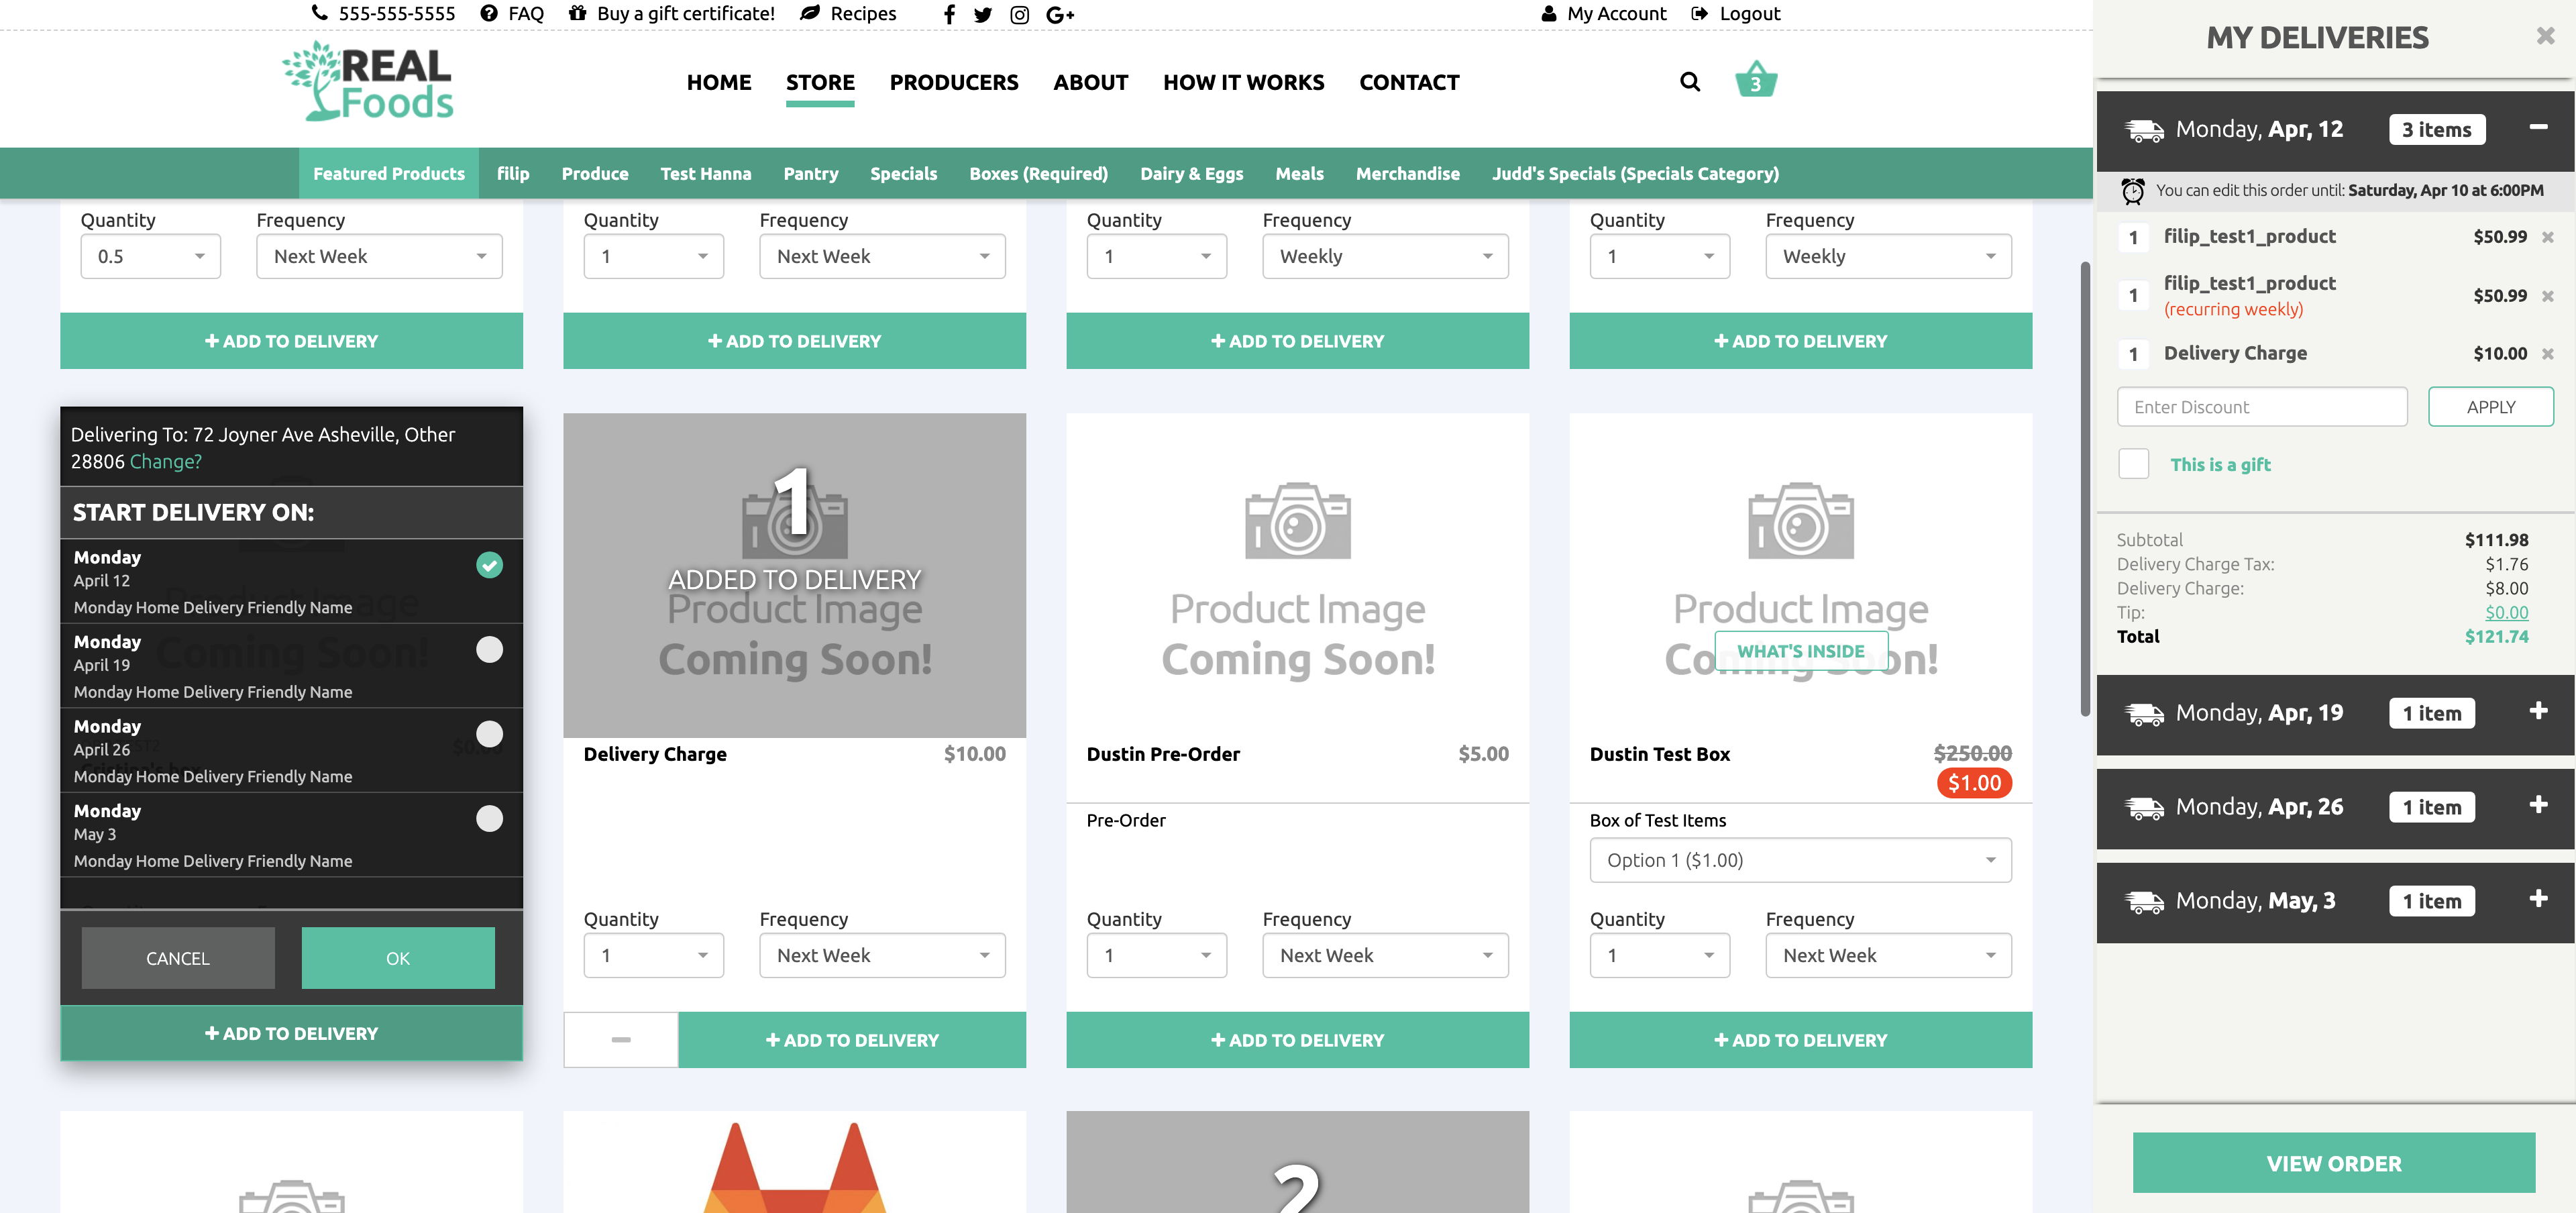 555-555-5555 FAQ Buy a gift certificate! Recipes
My Account Logout
REAL
Foods
HOME STORE PRODUCERS ABOUT HOW IT WORKS CONTACT
3
Featured Products filip Produce Test Hanna Pantry Specials Boxes (Required) Dairy & Eggs Meals Merchandise Judd's Specials (Specials Category)
Quantity Frequency
0.5 Next Week
+ ADD TO DELIVERY
Quantity Frequency
1 Next Week
+ ADD TO DELIVERY
Quantity Frequency
1 Weekly
+ ADD TO DELIVERY
Quantity Frequency
1 Weekly
+ ADD TO DELIVERY
Delivering To: 72 Joyner Ave Asheville, Other
28806 Change?
START DELIVERY ON:
Monday
April 12
Monday Home Delivery Friendly Name
Monday
April 19
Monday Home Delivery Friendly Name
Monday
April 26
Monday Home Delivery Friendly Name
Monday
May 3
Monday Home Delivery Friendly Name
Product Image
Coming Soon!
CANCEL OK
+ ADD TO DELIVERY
1
ADDED TO DELIVERY
Product Image
Coming Soon!
Delivery Charge $10.00
Quantity Frequency
1 Next Week
+ ADD TO DELIVERY
Product Image
Coming Soon!
Dustin Pre-Order $5.00
Pre-Order
Quantity Frequency
1 Next Week
+ ADD TO DELIVERY
Product Image
Coming Soon!
WHAT'S INSIDE
Dustin Test Box $250.00
$1.00
Box of Test Items
Option 1 ($1.00)
Quantity Frequency
1 Next Week
+ ADD TO DELIVERY
2
MY DELIVERIES
Monday, Apr, 12 3 items
You can edit this order until: Saturday, Apr 10 at 6:00PM
1 filip_test1_product $50.99
1 filip_test1_product $50.99
(recurring weekly)
1 Delivery Charge $10.00
Enter Discount APPLY
This is a gift
Subtotal $111.98
Delivery Charge Tax: $1.76
Delivery Charge: $8.00
Tip: $0.00
Total $121.74
Monday, Apr, 19 1 item
Monday, Apr, 26 1 item
Monday, May, 3 1 item
VIEW ORDER